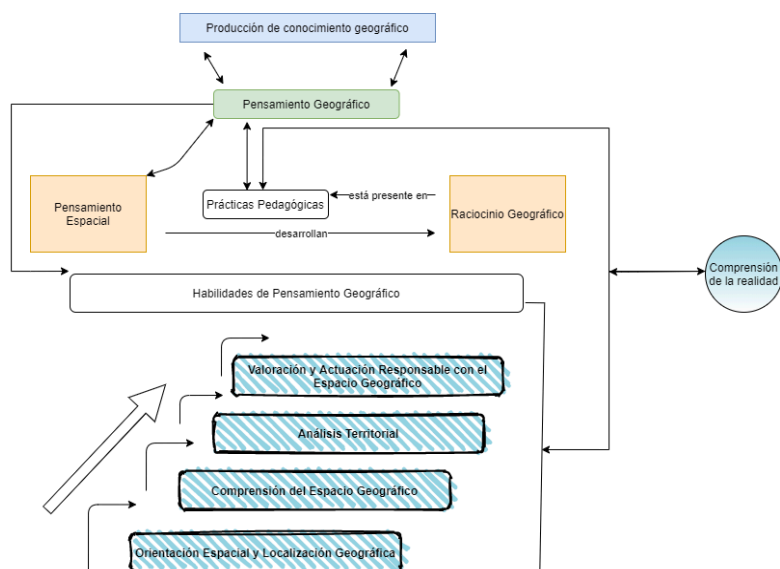 Producción de conocimiento geográfico
Pensamiento Geográfico
Pensamiento
Espacial
Prácticas Pedagógicas
está presente en
Raciocinio Geográfico
desarrollan
Comprensión
de la realidad
Habilidades de Pensamiento Geográfico
Valoración y Actuación Responsable con el
Espacio Geográfico
Análisis Territorial
Comprensión del Espacio Geográfico
Orientación Espacial y Localización Geográfica